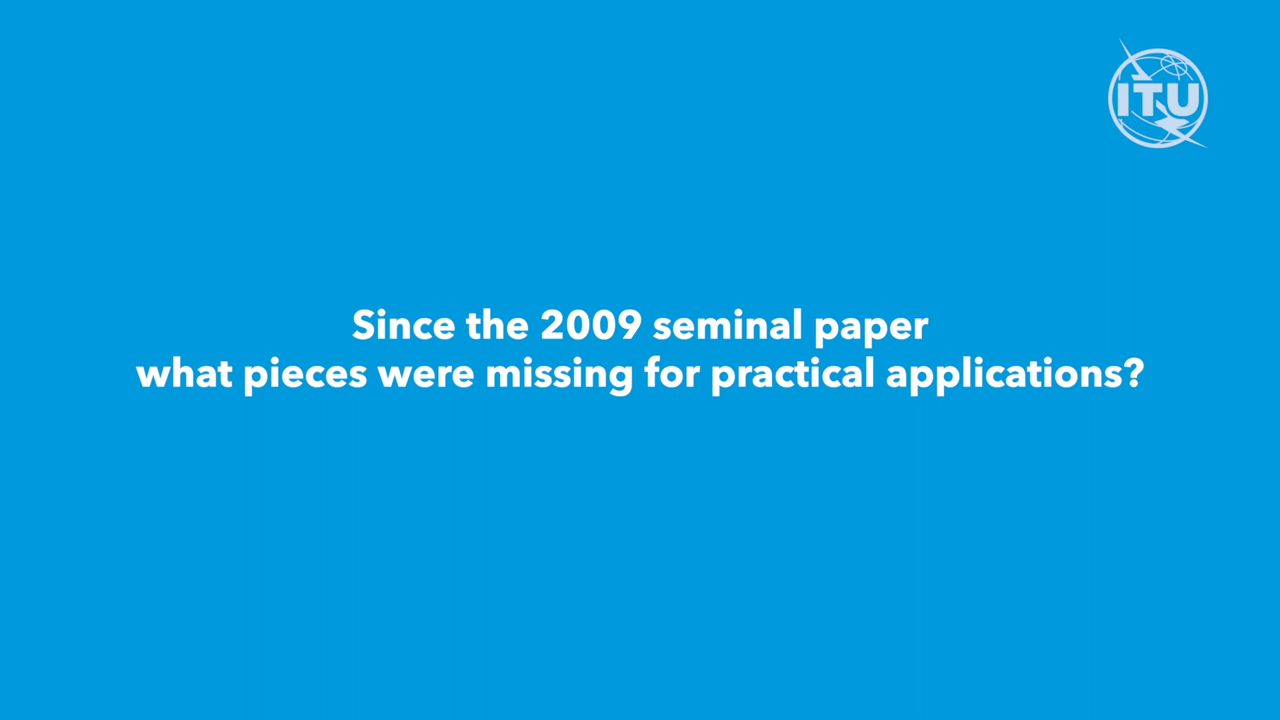 ITU
Since the 2009 seminal paper
what pieces were missing for practical applications?